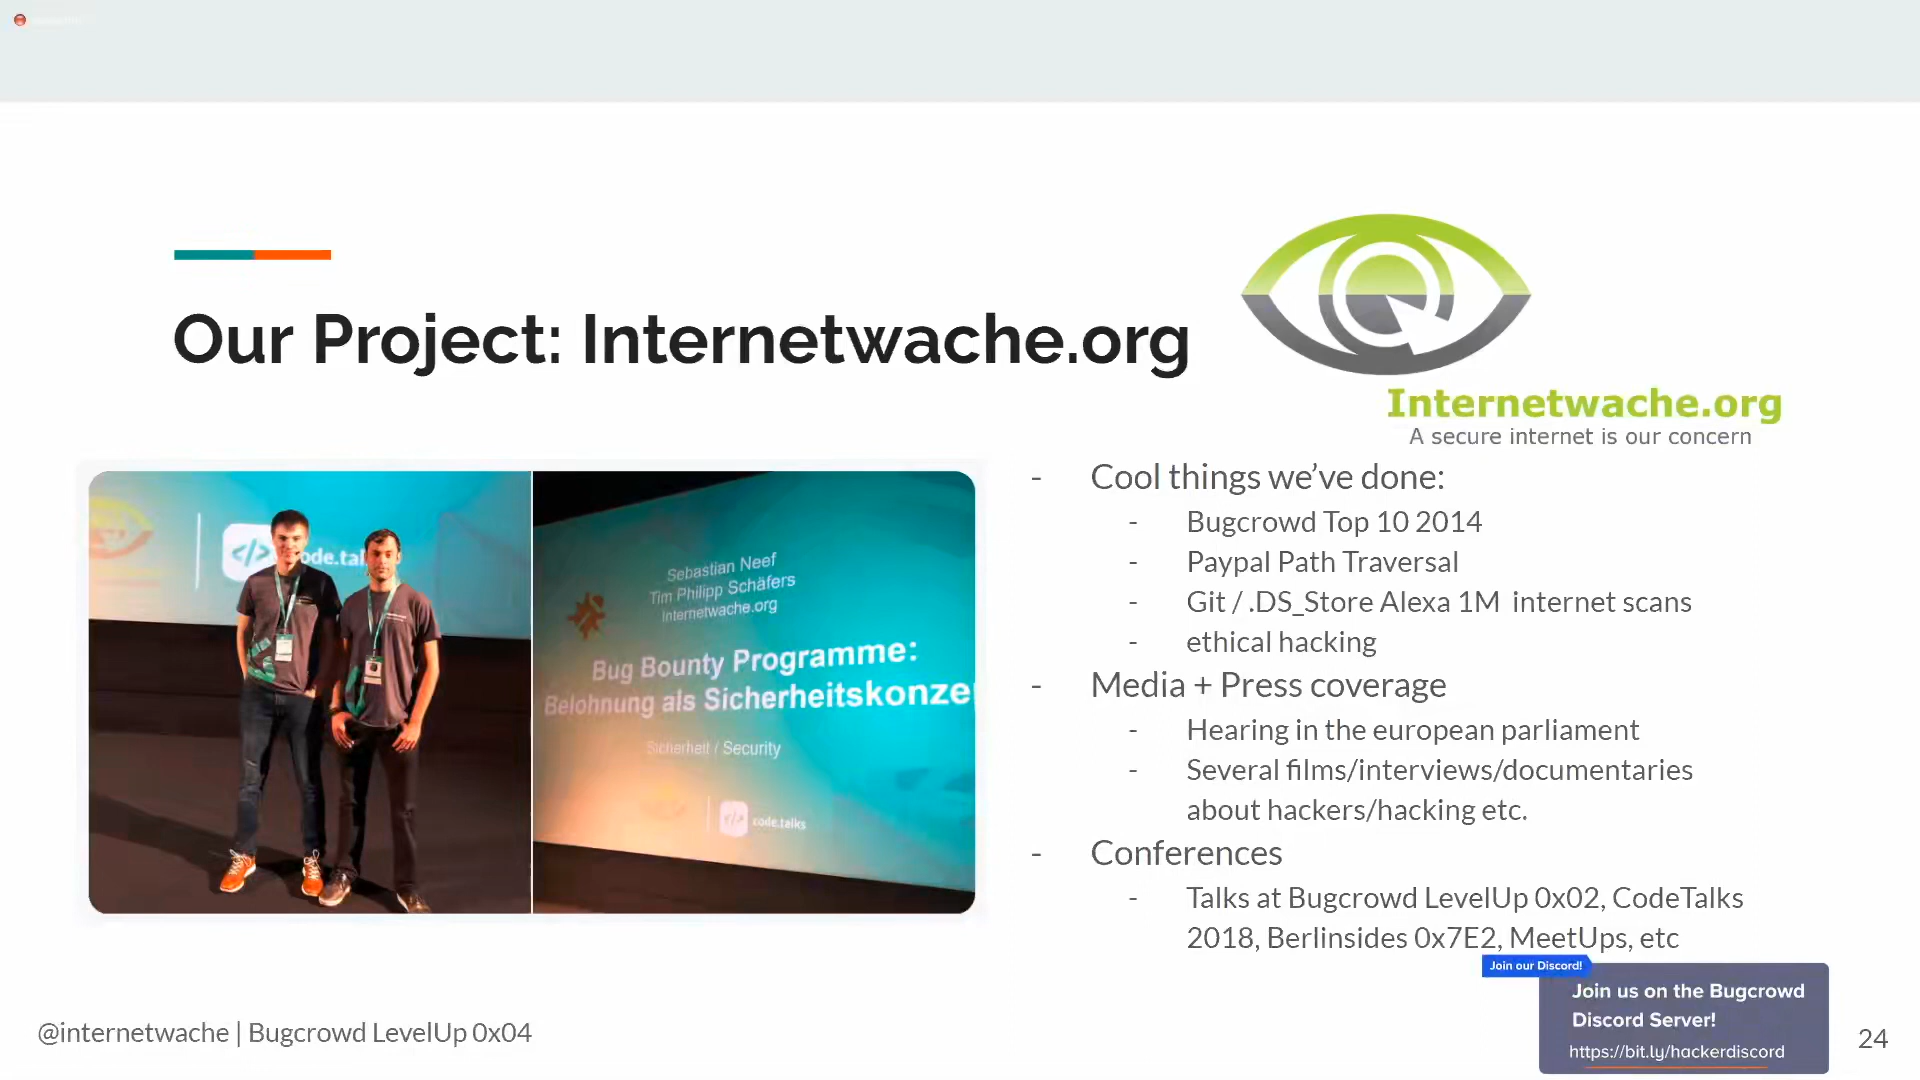 Our Project: Internetwache.org
Internetwache.org
A secure internet is our concern
</> code.tal
Sebastian Neef
Tim Philipp Schäfers
Internetwache.org
Bug Bounty Programme:
Belohnung als Sicherheitskonze
Sicherheit / Security
</> code.talks
- Cool things we’ve done:
- Bugcrowd Top 10 2014
- Paypal Path Traversal
- Git / .DS_Store Alexa 1M internet scans
- ethical hacking
- Media + Press coverage
- Hearing in the european parliament
- Several films/interviews/documentaries
about hackers/hacking etc.
- Conferences
- Talks at Bugcrowd LevelUp 0x02, CodeTalks
2018, Berlinsides 0x7E2, MeetUps, etc
Join our Discord!
Join us on the Bugcrowd
Discord Server!
https://bit.ly/hackerdiscord
@internetwache | Bugcrowd LevelUp 0x04
24